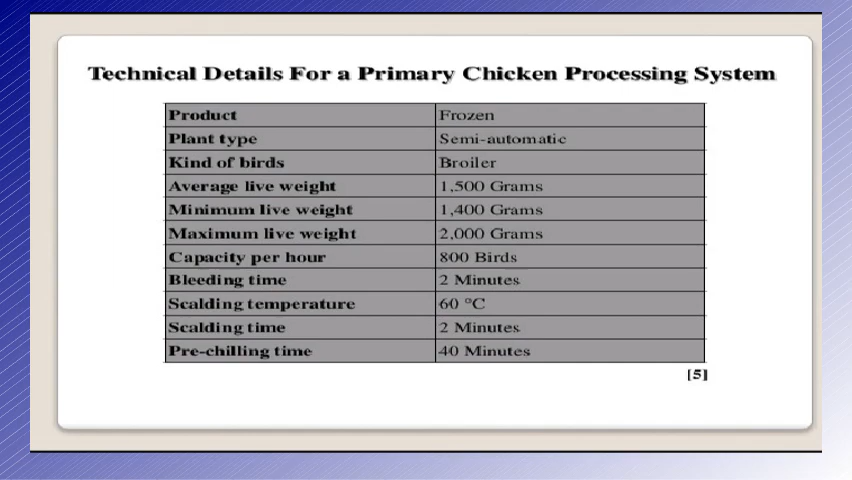 Technical Details For a Primary Chicken Processing System
Product Frozen
Plant type Semi-automatic
Kind of birds Broiler
Average live weight 1,500 Grams
Minimum live weight 1,400 Grams
Maximum live weight 2,000 Grams
Capacity per hour 800 Birds
Bleeding time 2 Minutes
Scalding temperature 60 °C
Scalding time 2 Minutes
Pre-chilling time 40 Minutes
[5]